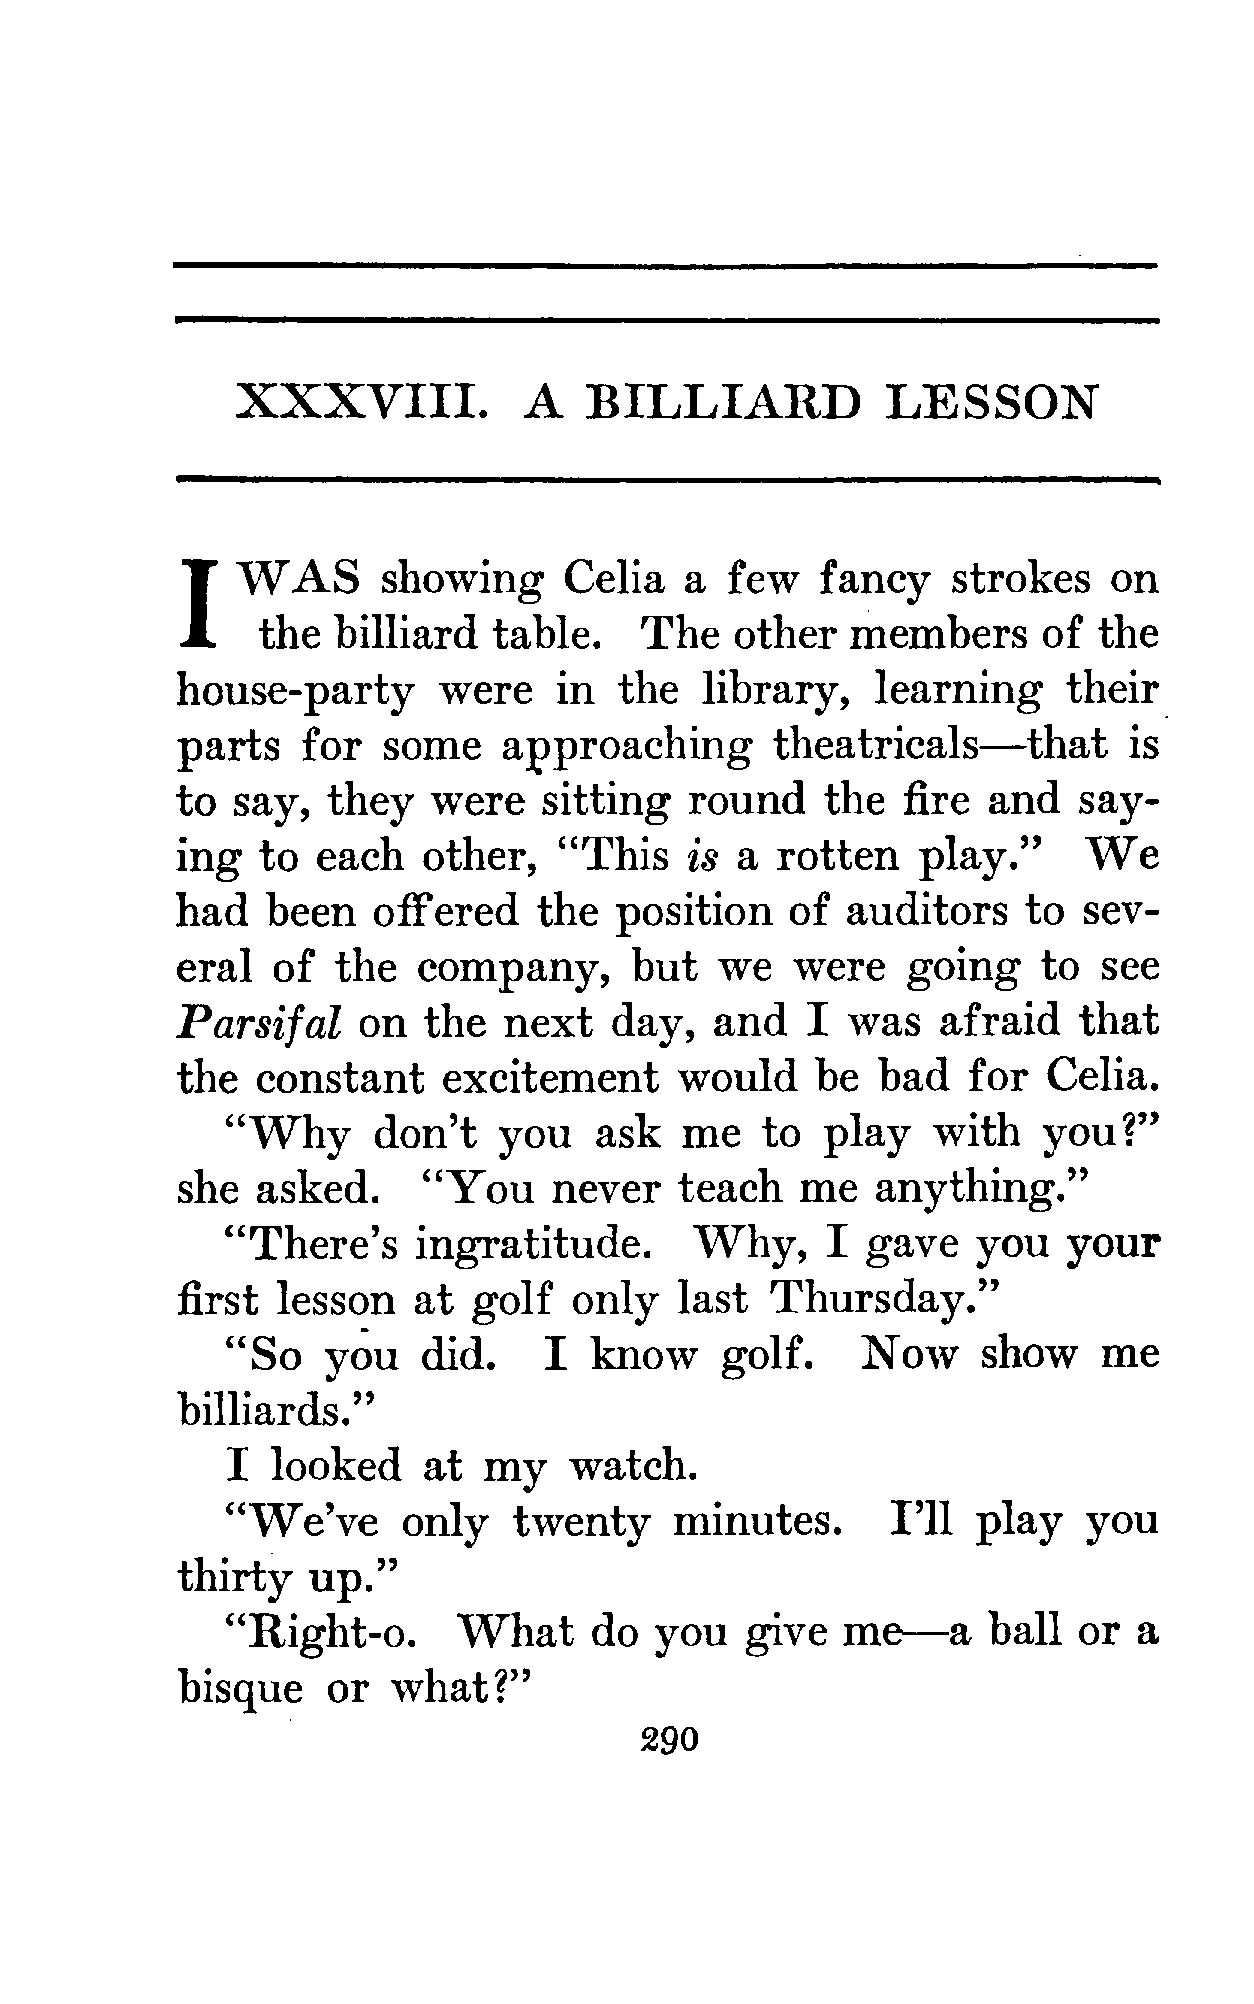 XXXVIII. A BILLIARD LESSON
I WAS showing Celia a few fancy strokes on
the billiard table. The other members of the
house-party were in the library, learning their
parts for some approaching theatricals—that is
to say, they were sitting round the fire and say-
ing to each other, "This is a rotten play." We
had been offered the position of auditors to sev-
eral of the company, but we were going to see
Parsifal on the next day, and I was afraid that
the constant excitement would be bad for Celia.
"Why don't you ask me to play with you?"
she asked. "You never teach me anything."
"There's ingratitude. Why, I gave you your
first lesson at golf only last Thursday."
"So you did. I know golf. Now show me
billiards."
I looked at my watch.
"We've only twenty minutes. I'll play you
thirty up."
"Right-o. What do you give me—a ball or a
bisque or what?"
290